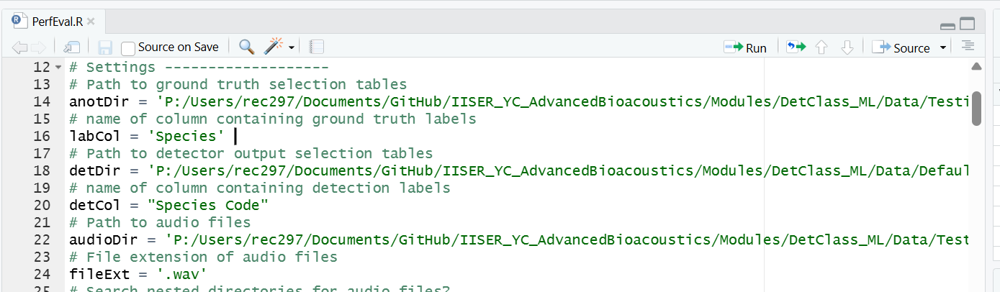 PerfEval.R
Source on Save
Run
Source
12 # Settings -------------------
13 # Path to ground truth selection tables
14 anotDir = 'P:/Users/rec297/Documents/GitHub/IISER_YC_AdvancedBioacoustics/Modules/DetClass_ML/Data/Testi
15 # name of column containing ground truth labels
16 labCol = 'Species'
17 # Path to detector output selection tables
18 detDir = 'P:/Users/rec297/Documents/GitHub/IISER_YC_AdvancedBioacoustics/Modules/DetClass_ML/Data/Defaul
19 # name of column containing detection labels
20 detCol = "Species Code"
21 # Path to audio files
22 audioDir = 'P:/Users/rec297/Documents/GitHub/IISER_YC_AdvancedBioacoustics/Modules/DetClass_ML/Data/Test
23 # File extension of audio files
24 fileExt = '.wav'
25 # Search nested directories for audio files?